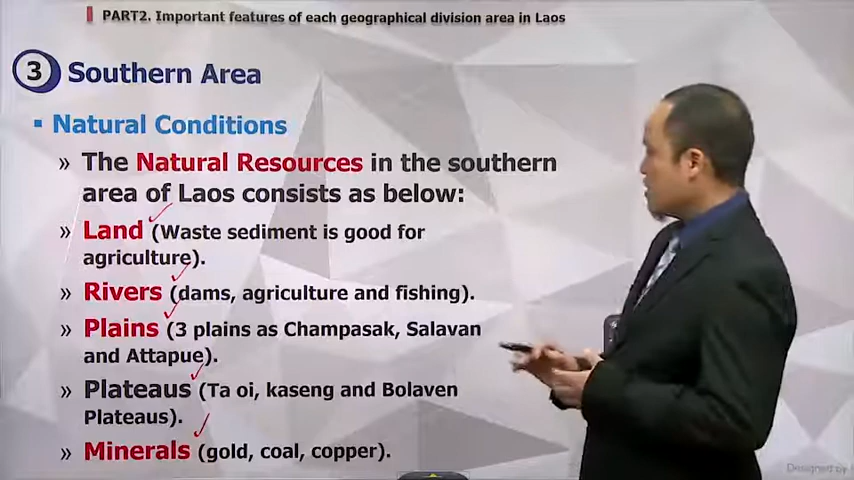 PART2. Important features of each geographical division area in Laos
3 Southern Area
▪ Natural Conditions
» The Natural Resources in the southern
area of Laos consists as below:
» Land (Waste sediment is good for
agriculture).
» Rivers (dams, agriculture and fishing).
» Plains (3 plains as Champasak, Salavan
and Attapue).
» Plateaus (Ta oi, kaseng and Bolaven
Plateaus).
» Minerals (gold, coal, copper).
Designed by